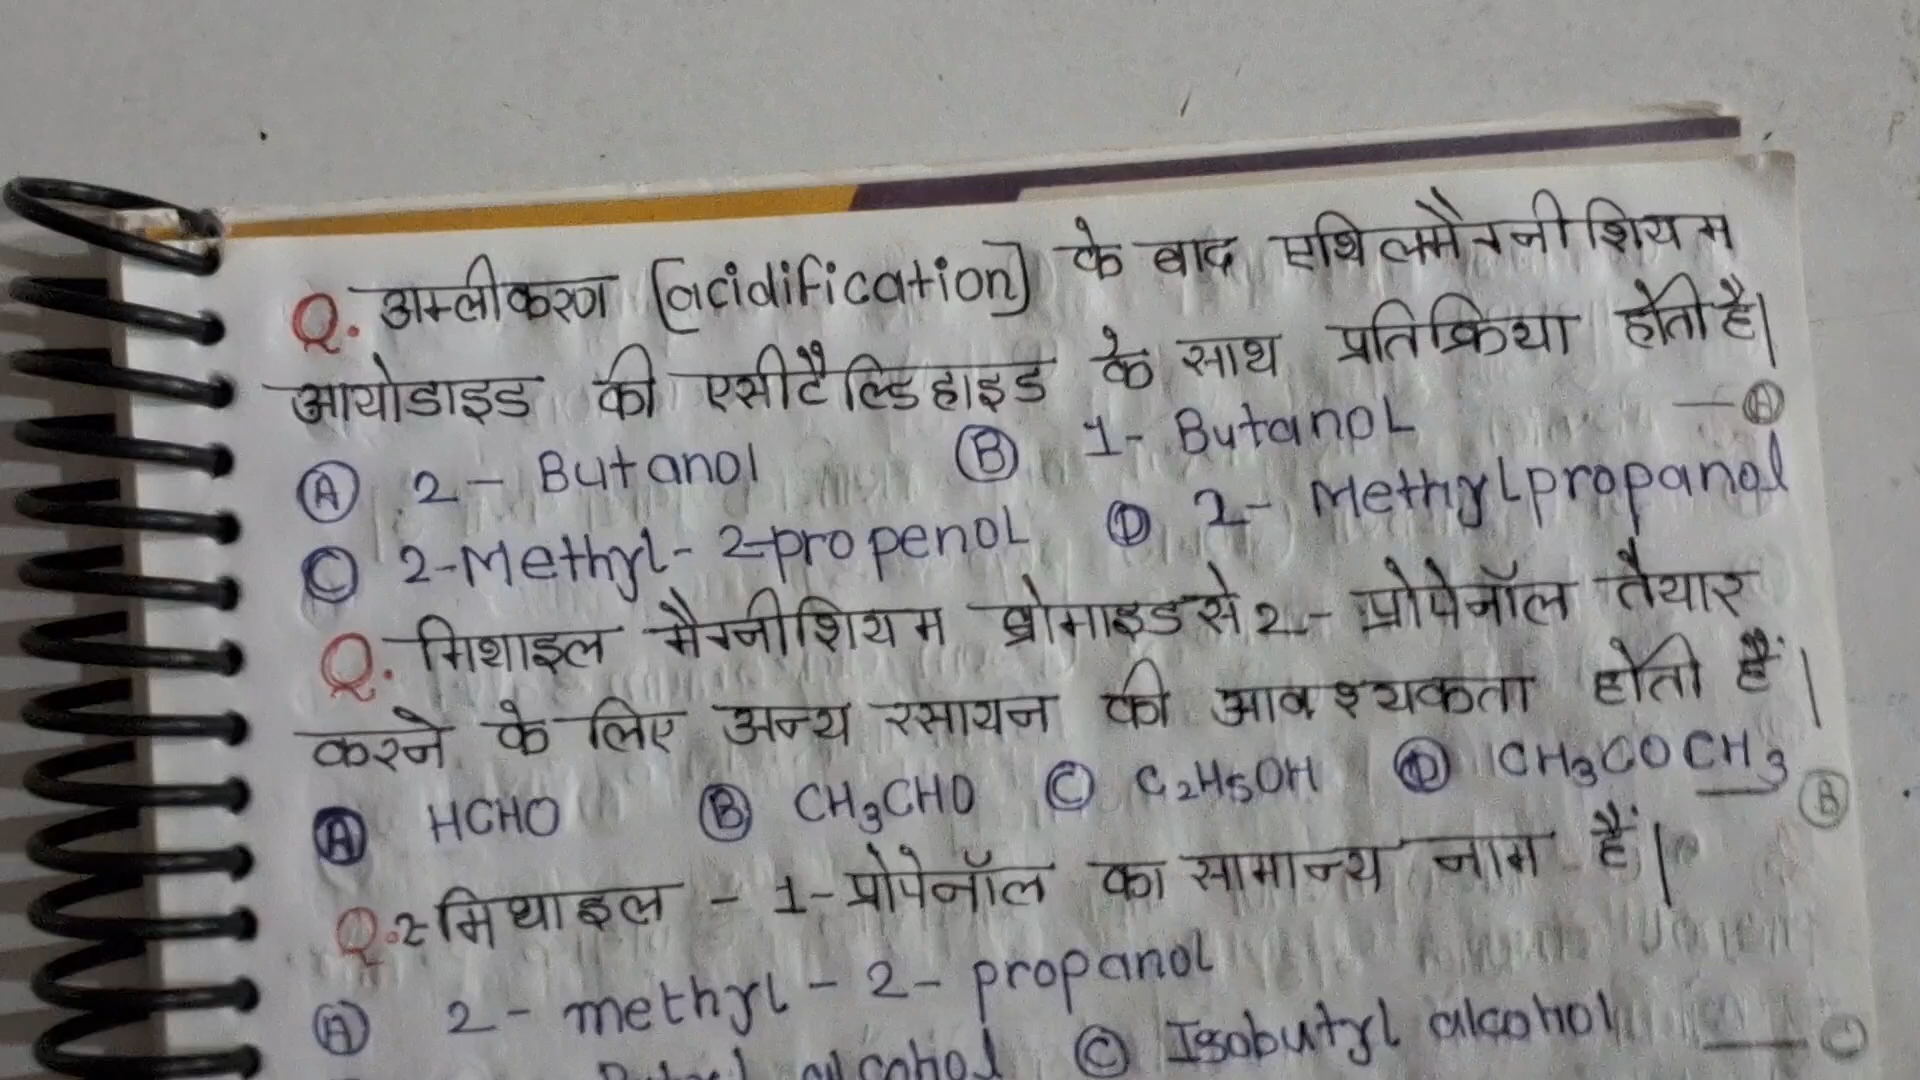 Q. अम्लीकरण [acidification] के बाद एथिलमैग्नीशियम
आयोडाइड की एसीटैल्डिहाइड के साथ प्रतिक्रिया होती है|
—Ⓐ
Ⓐ 2- Butanol Ⓑ 1- Butanol
Ⓒ 2-Methyl-2-propenol Ⓓ 2- Methylpropanol
Q. मिथाइल मैग्नीशियम ब्रोमाइड से 2- प्रोपेनॉल तैयार
करने के लिए अन्य रसायन की आवश्यकता होती हैं|
Ⓐ HCHO Ⓑ CH3CHO Ⓒ C2H5OH Ⓓ CH3COCH3 —Ⓑ
Q.2-मिथाइल - 1-प्रोपेनॉल का सामान्य नाम हैं|
Ⓐ 2- methyl-2-propanol
alcohol Ⓒ Isobutyl alcohol —Ⓒ